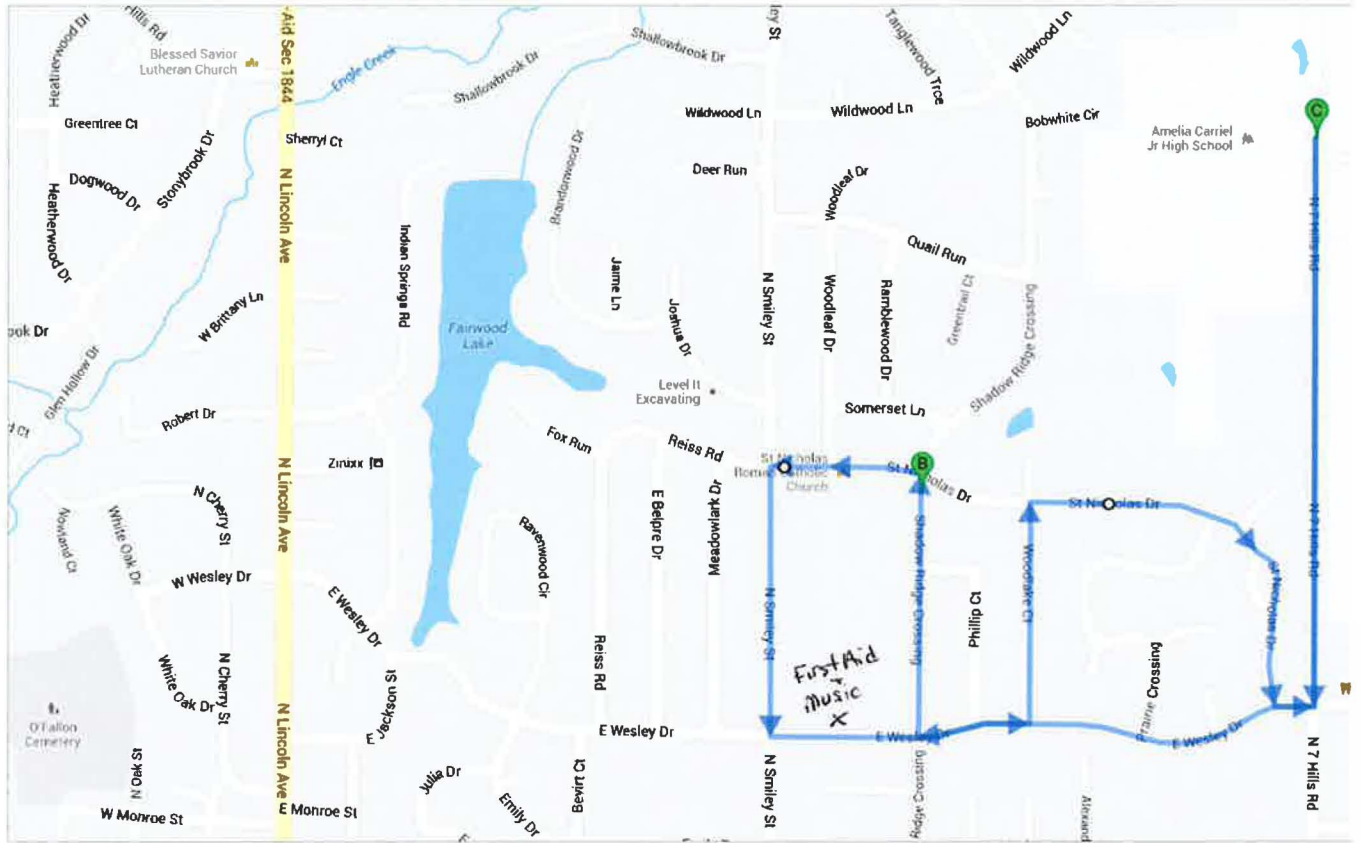 Heatherwood Dr
Hills Rd
Blessed Savior
Lutheran Church
-Aid Sec 1844
Engle Creek
Shallowbrook Dr
Shallowbrook Dr
ley St
Tanglewood Trce
Wildwood Ln
Greentree Ct
Stonybrook Dr
Sherryl Ct
Brandonwood Dr
Wildwood Ln
Wildwood Ln
Bobwhite Cir
Amelia Carriel
Jr High School
C
Dogwood Dr
N Lincoln Ave
Deer Run
Woodleaf Dr
N 7 Hills Rd
Heatherwood Dr
Indian Springs Rd
Quail Run
W Brittany Ln
Jaime Ln
Joshua Dr
N Smiley St
Woodleaf Dr
Ramblewood Dr
Greentrail Ct
ook Dr
Fairwood
Lake
Glen Hollow Dr
Level It
Excavating
Shadow Ridge Crossing
Robert Dr
Somerset Ln
d Ct
Fox Run
Reiss Rd
Zinixx
St Nicholas
Roman Catholic
Church
B
St Nicholas Dr
N Cherry St
N Lincoln Ave
E Belpre Dr
Meadowlark Dr
St Nicholas Dr
N 7 Hills Rd
Nowland Ct
White Oak Dr
Ravenwood Cir
Shadow Ridge Crossing
Woodlake Ct
W Wesley Dr
E Wesley Dr
N Smiley St
Phillip Ct
St Nicholas Dr
Reiss Rd
First Aid
+
Music
X
White Oak Dr
N Cherry St
Prairie Crossing
O'Fallon
Cemetery
E Jackson St
N Lincoln Ave
E Wesley Dr
E Wesley Dr
E Wesley Dr
N Oak St
Julia Dr
Bevirt Ct
N Smiley St
Ridge Crossing
Alexand
N 7 Hills Rd
W Monroe St
E Monroe St
Emily Dr